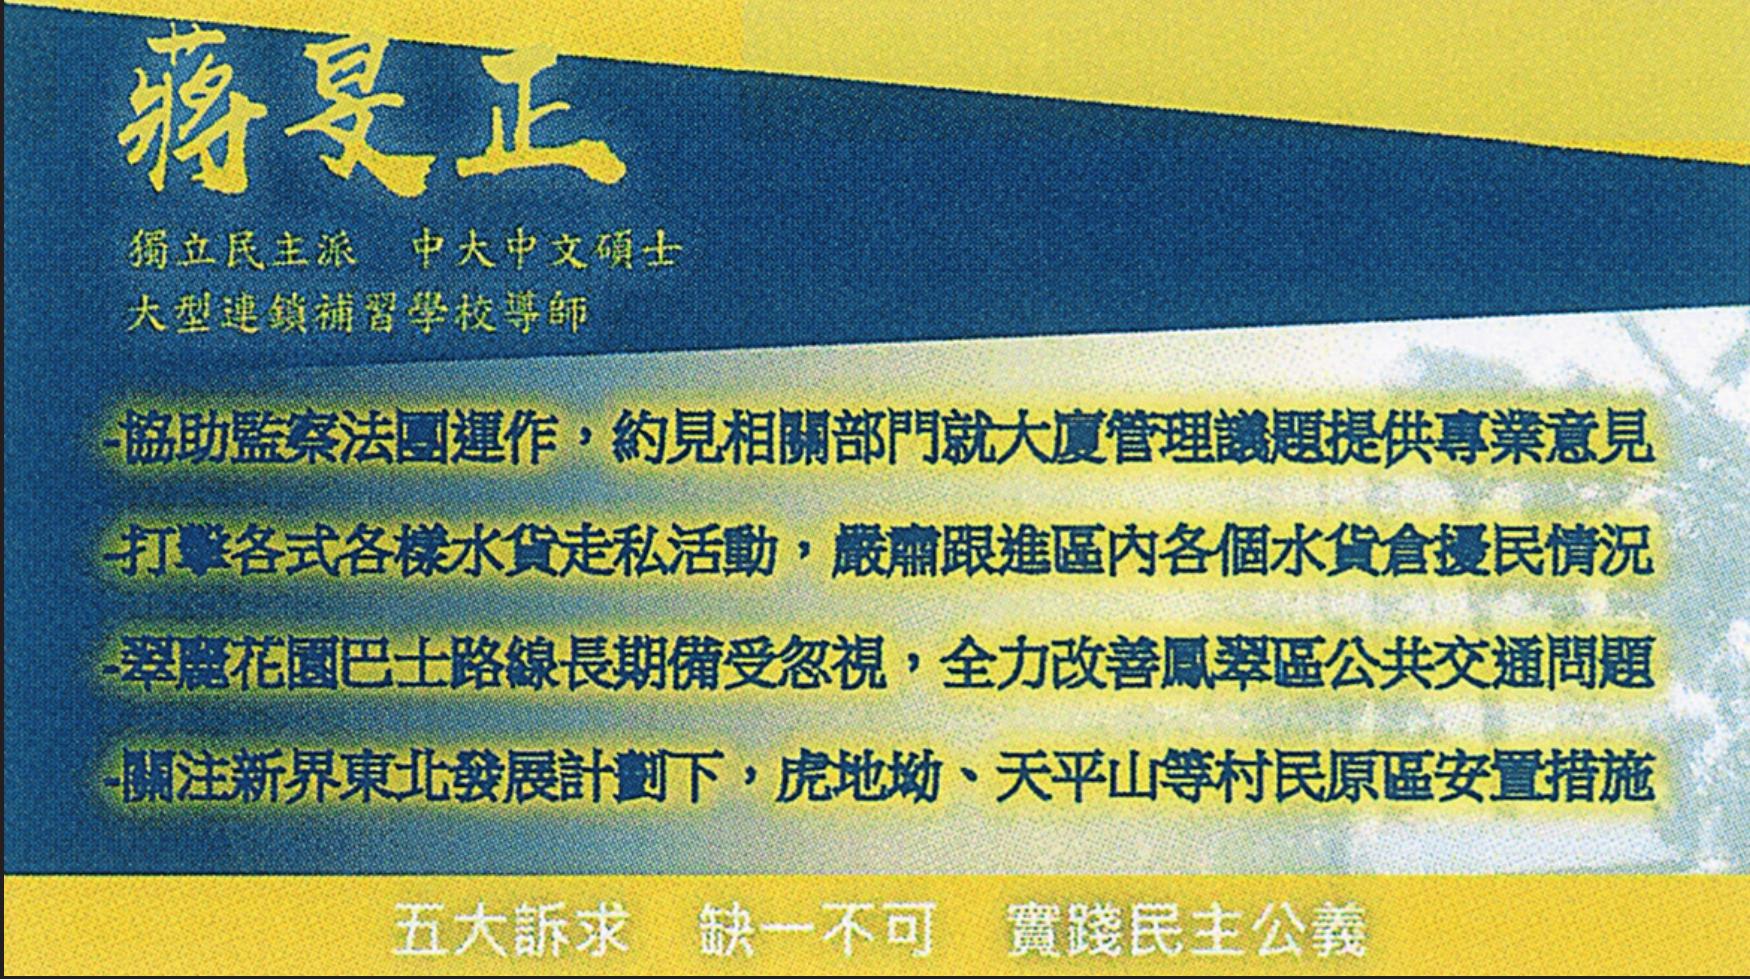 蔣旻正
獨立民主派　中大中文碩士
大型連鎖補習學校導師
-協助監察法團運作，約見相關部門就大廈管理議題提供專業意見
-打擊各式各樣水貨走私活動，嚴肅跟進區內各個水貨倉擾民情況
-翠麗花園巴士路線長期備受忽視，全力改善鳳翠區公共交通問題
-關注新界東北發展計劃下，虎地坳、天平山等村民原區安置措施
五大訴求　缺一不可　實踐民主公義